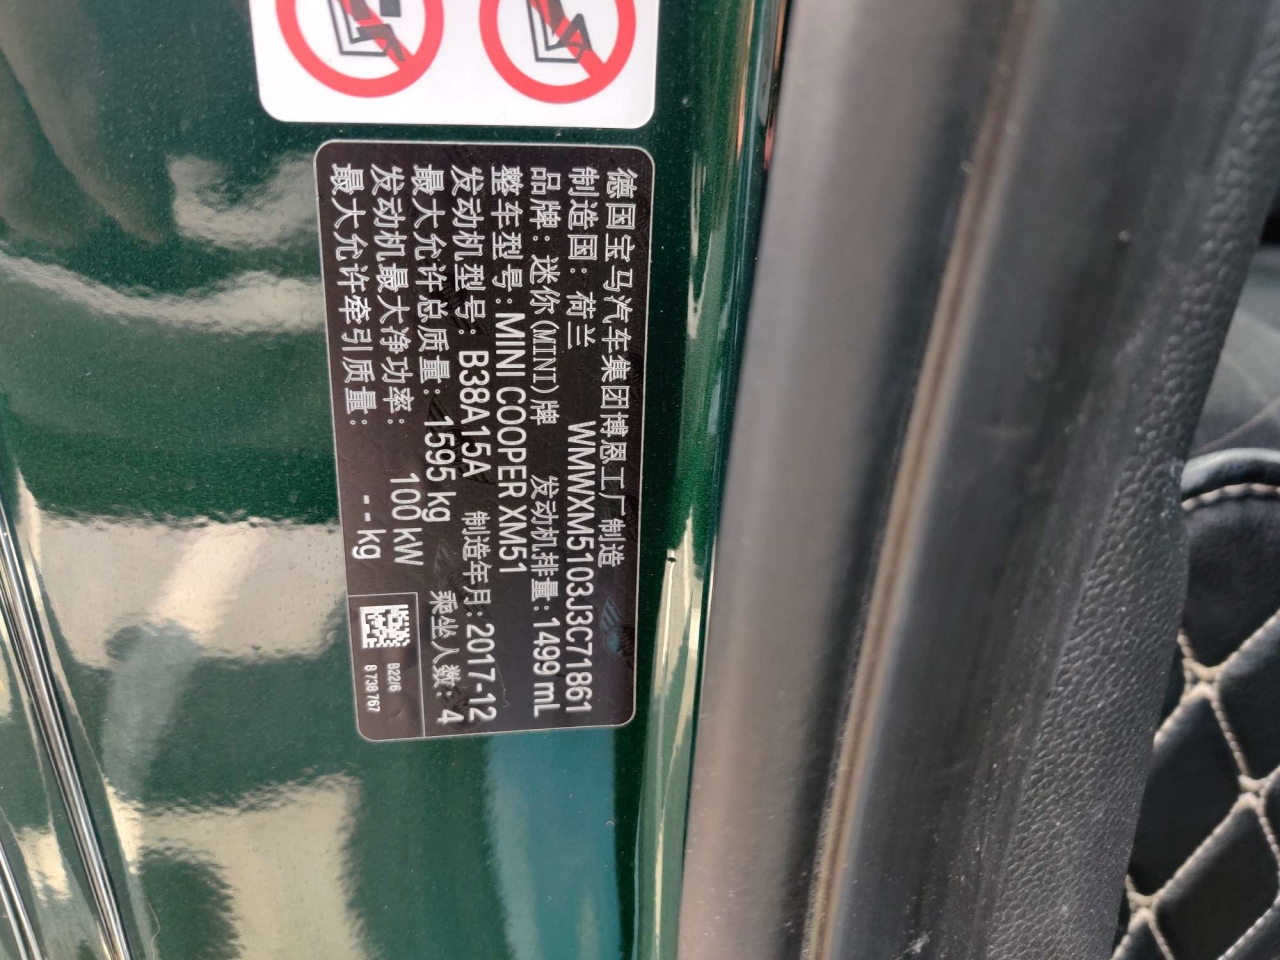 德国宝马汽车集团博恩工厂制造
制造国：荷兰 WMWXM5103J3C71861
品牌：迷你(MINI)牌 发动机排量：1499 mL
整车型号：MINI COOPER XM51
发动机型号：B38A15A 制造年月：2017-12
最大允许总质量：1595 kg 乘坐人数：4
发动机最大净功率：100 kW
最大允许牵引质量：-- kg
B22/6
8 738 767